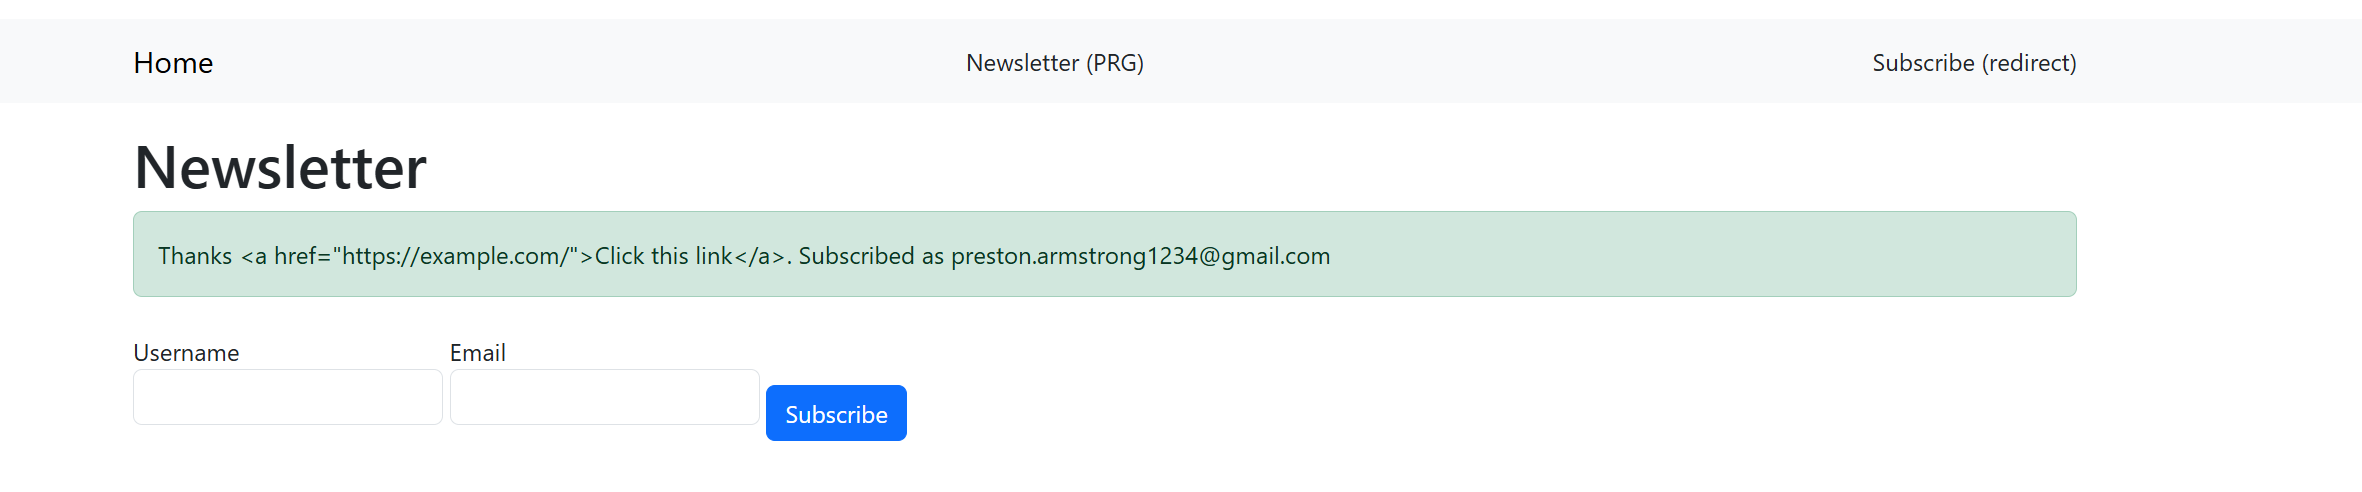 Home Newsletter (PRG) Subscribe (redirect)
Newsletter
Thanks <a href="https://example.com/">Click this link</a>. Subscribed as preston.armstrong1234@gmail.com
Username Email
Subscribe